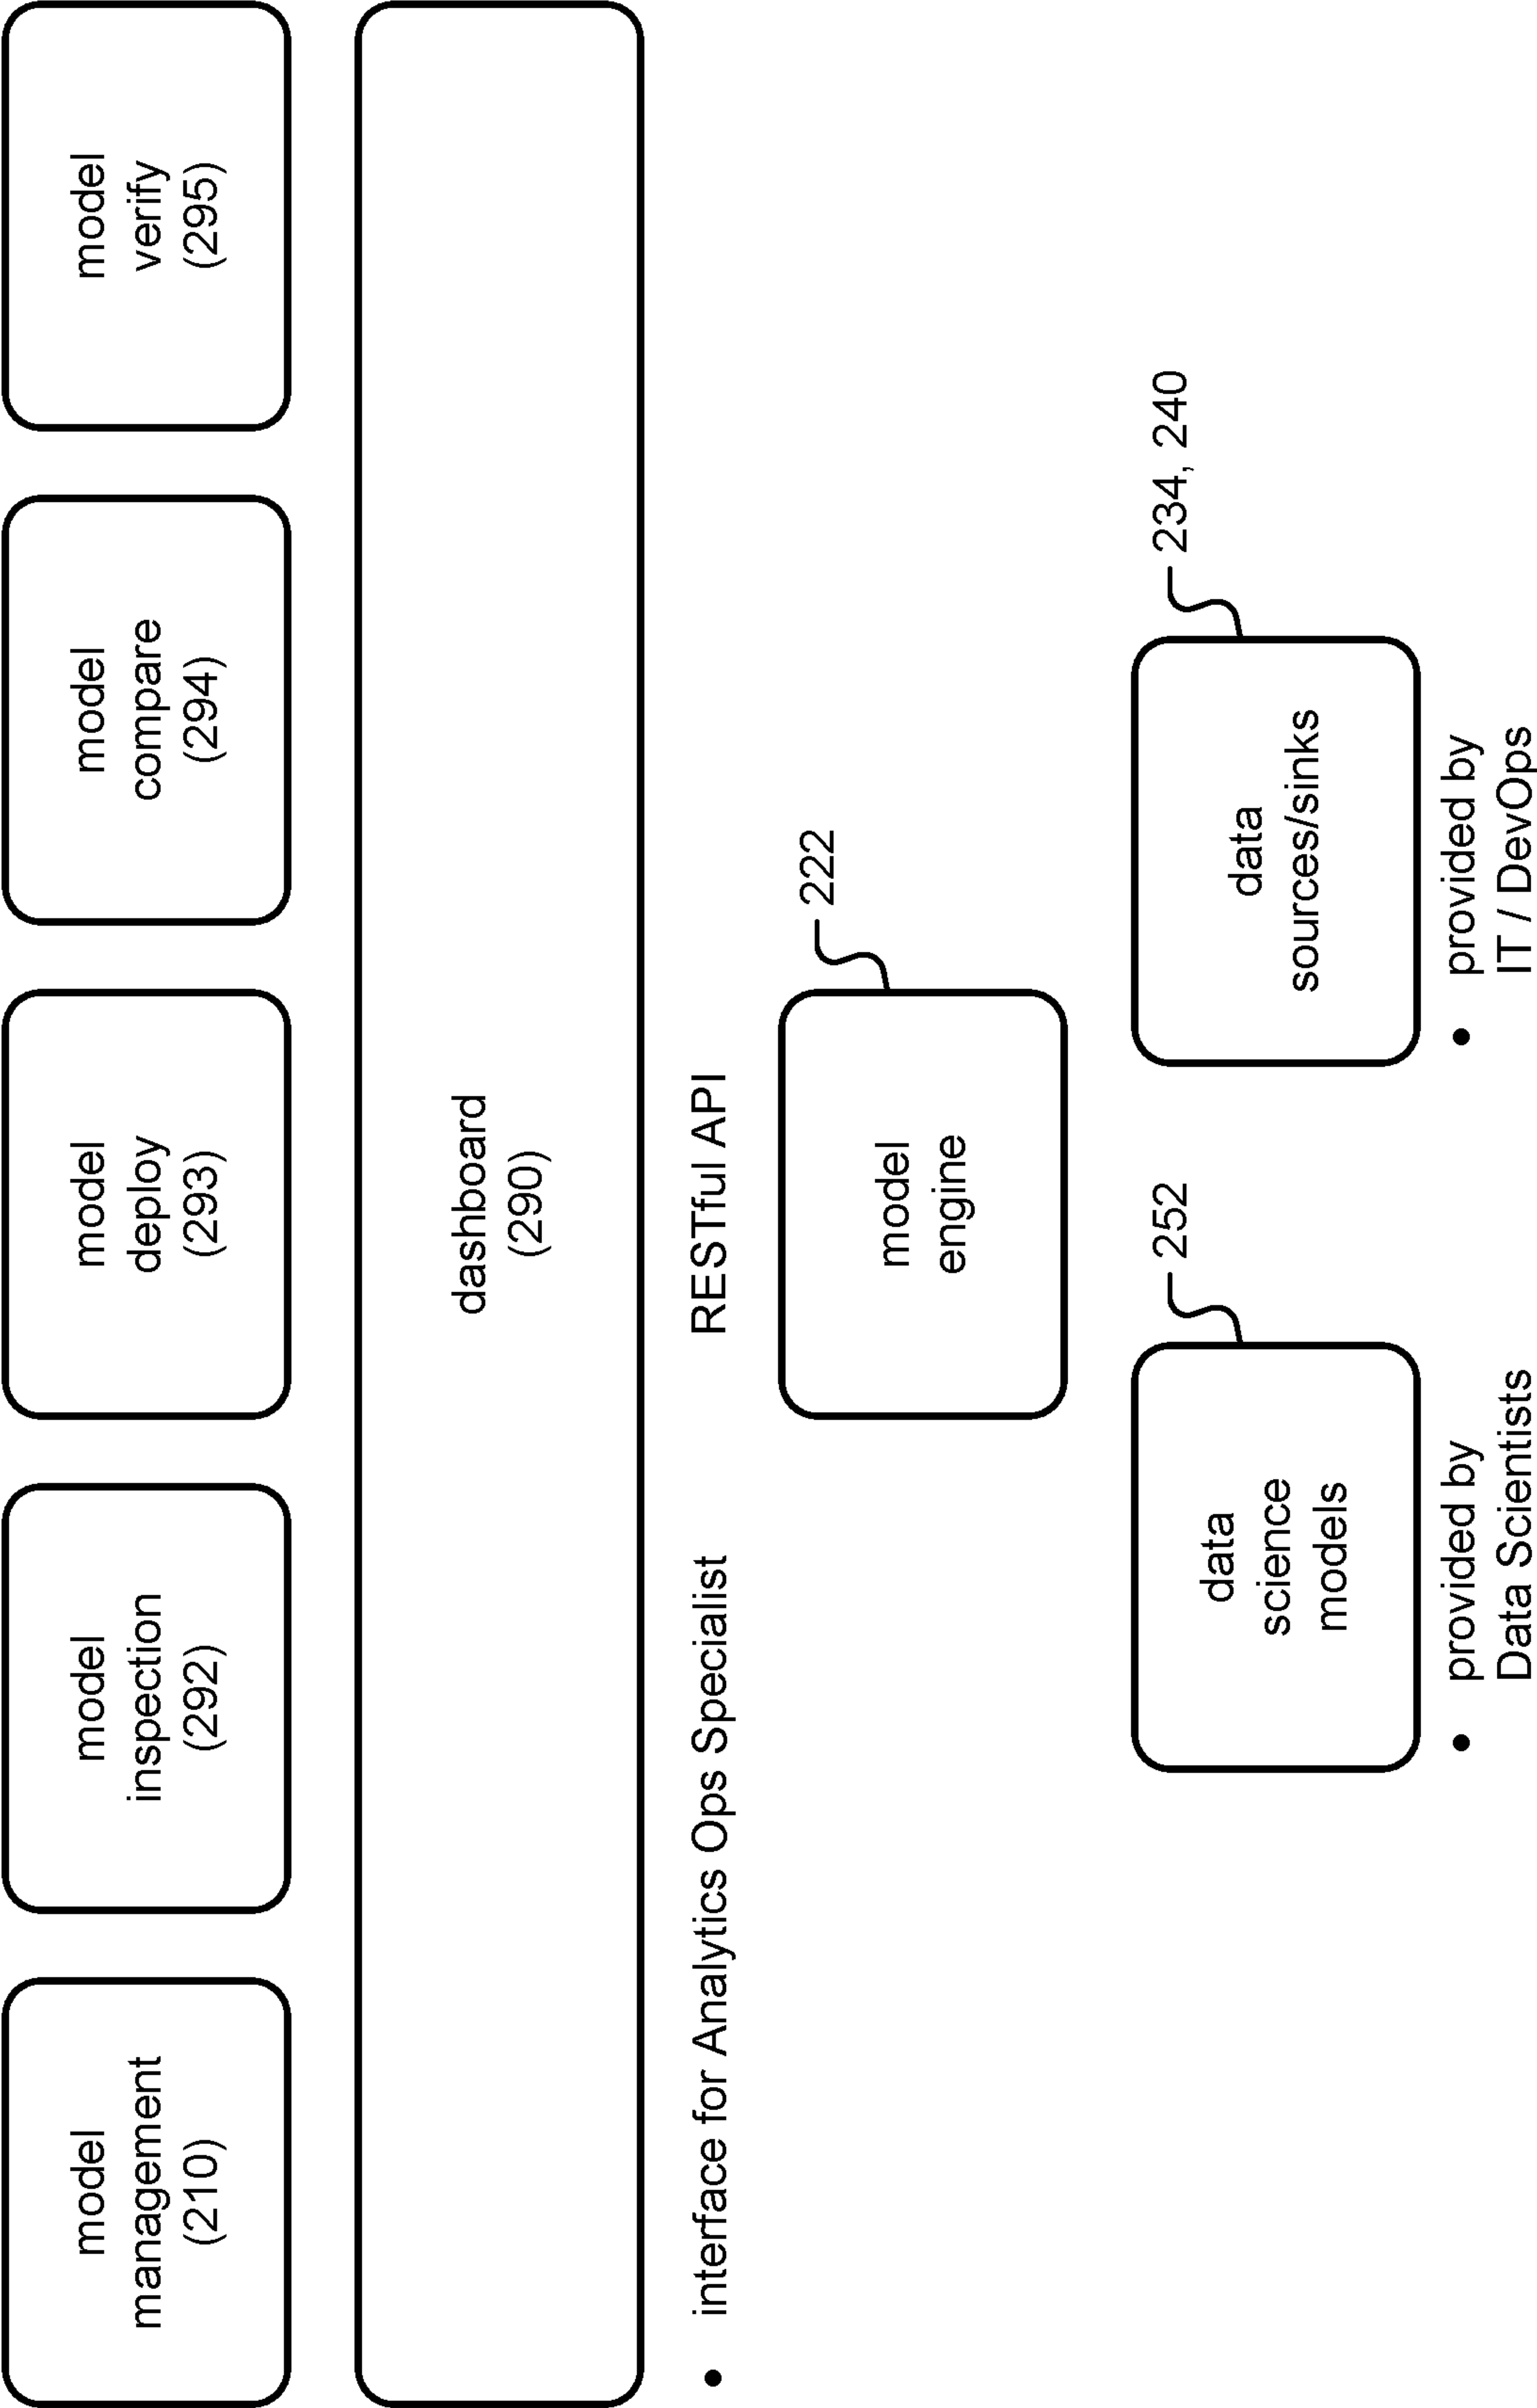 model
management
(210)
model
inspection
(292)
model
deploy
(293)
model
compare
(294)
model
verify
(295)
dashboard
(290)
• interface for Analytics Ops Specialist
RESTful API
model
engine
222
data
science
models
252
• provided by
Data Scientists
data
sources/sinks
234, 240
• provided by
IT / DevOps